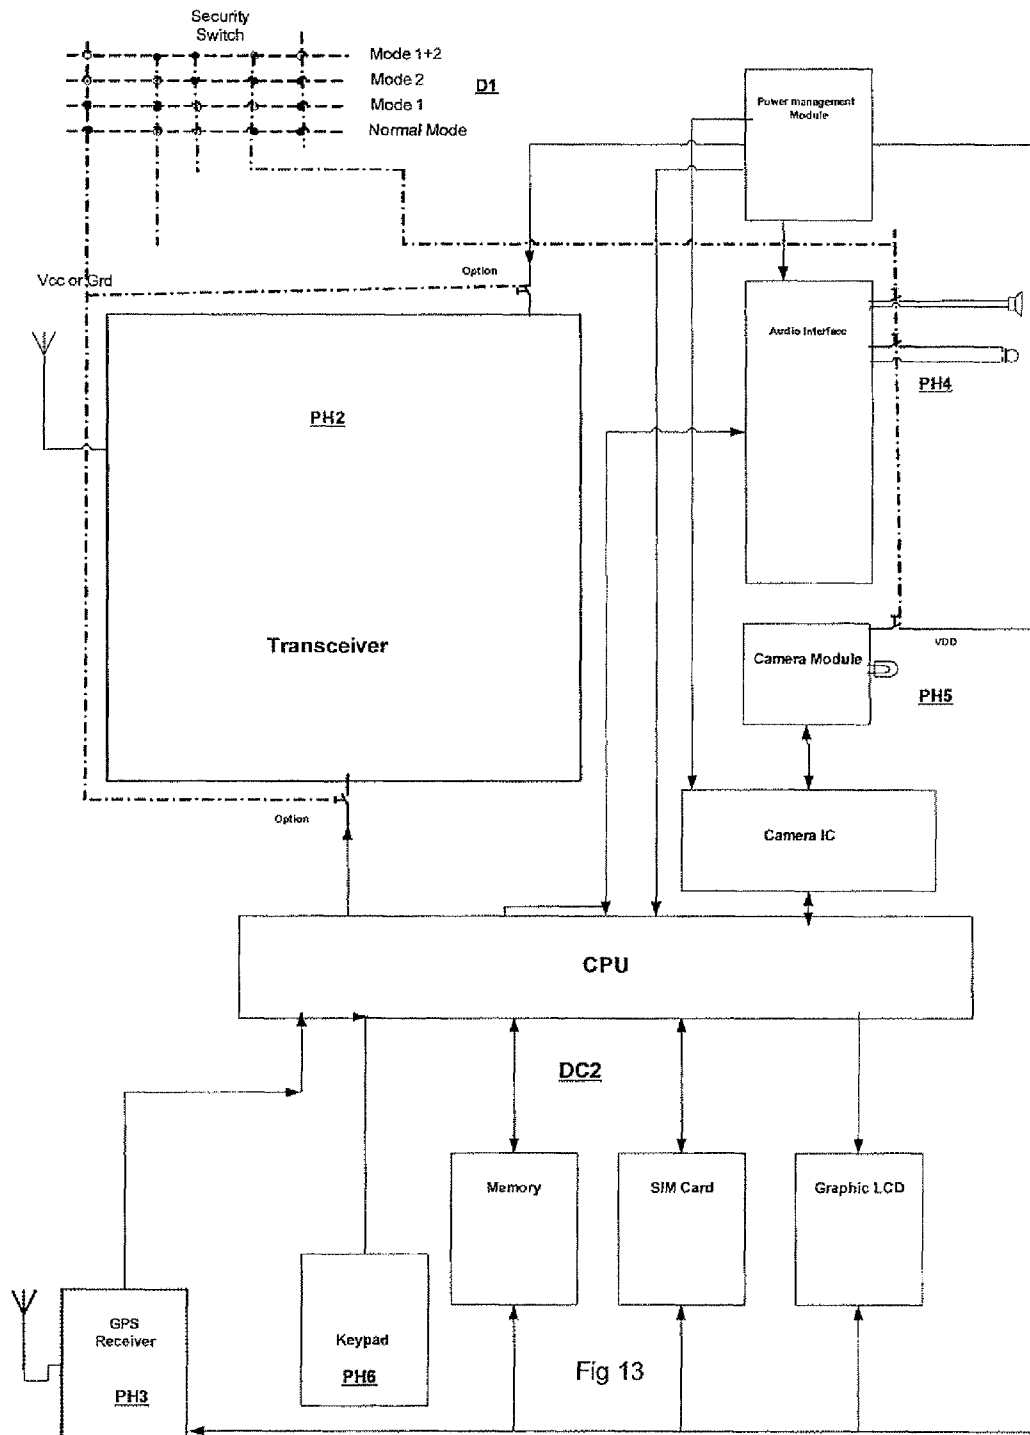 Security
Switch
Mode 1+2
Mode 2
D1
Mode 1
Normal Mode
Power management
Module
Vcc or Grd
Option
Audio Interface
PH4
PH2
Transceiver
VDD
Camera Module
PH5
Option
Camera IC
CPU
DC2
Memory
SIM Card
Graphic LCD
GPS
Receiver
PH3
Keypad
PH6
Fig 13